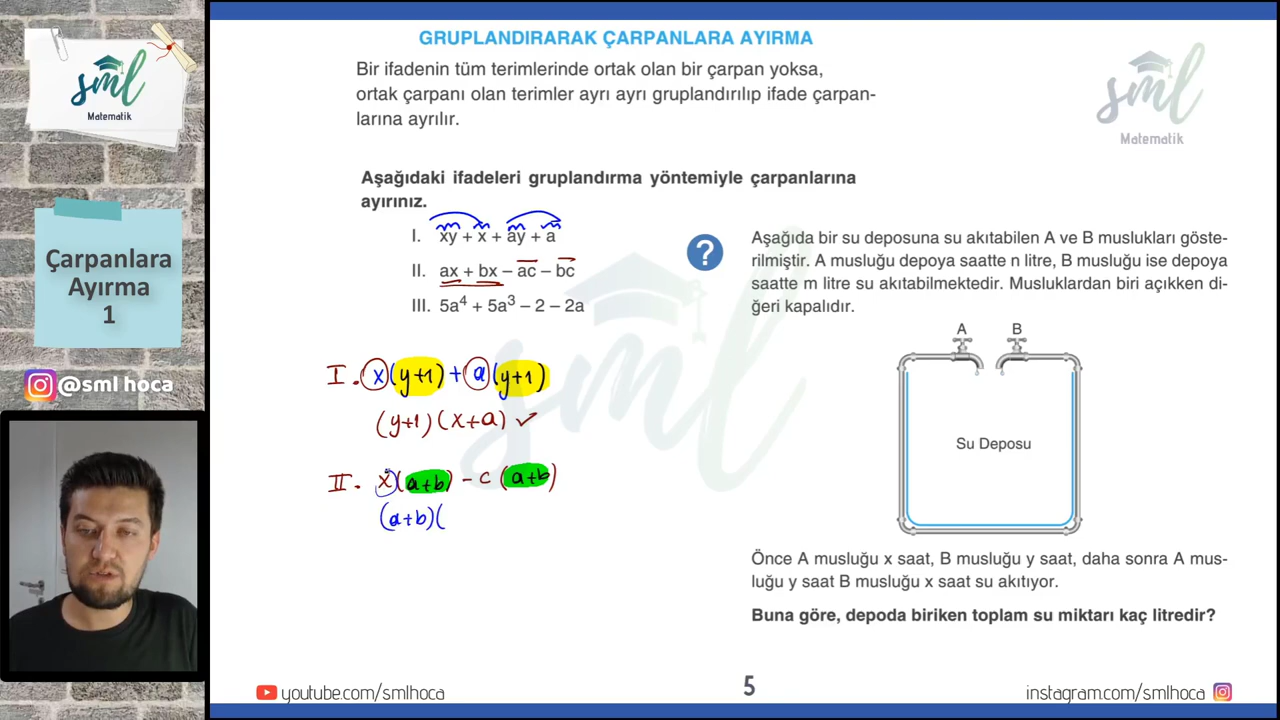 sml
Matematik
Çarpanlara
Ayırma
1
@sml hoca
GRUPLANDIRARAK ÇARPANLARA AYIRMA
Bir ifadenin tüm terimlerinde ortak olan bir çarpan yoksa,
ortak çarpanı olan terimler ayrı ayrı gruplandırılıp ifade çarpan-
larına ayrılır.
Aşağıdaki ifadeleri gruplandırma yöntemiyle çarpanlarına
ayırınız.
I. xy + x + ay + a
II. ax + bx – ac – bc
III. 5a⁴ + 5a³ – 2 – 2a
I. x(y+1) + a(y+1)
(y+1)(x+a) ✓
II. x(a+b) - c(a+b)
(a+b)(
sml
Matematik
sml
?
Aşağıda bir su deposuna su akıtabilen A ve B muslukları göste-
rilmiştir. A musluğu depoya saatte n litre, B musluğu ise depoya
saatte m litre su akıtabilmektedir. Musluklardan biri açıkken di-
ğeri kapalıdır.
A B
Su Deposu
Önce A musluğu x saat, B musluğu y saat, daha sonra A mus-
luğu y saat B musluğu x saat su akıtıyor.
Buna göre, depoda biriken toplam su miktarı kaç litredir?
youtube.com/smlhoca
5
instagram.com/smlhoca